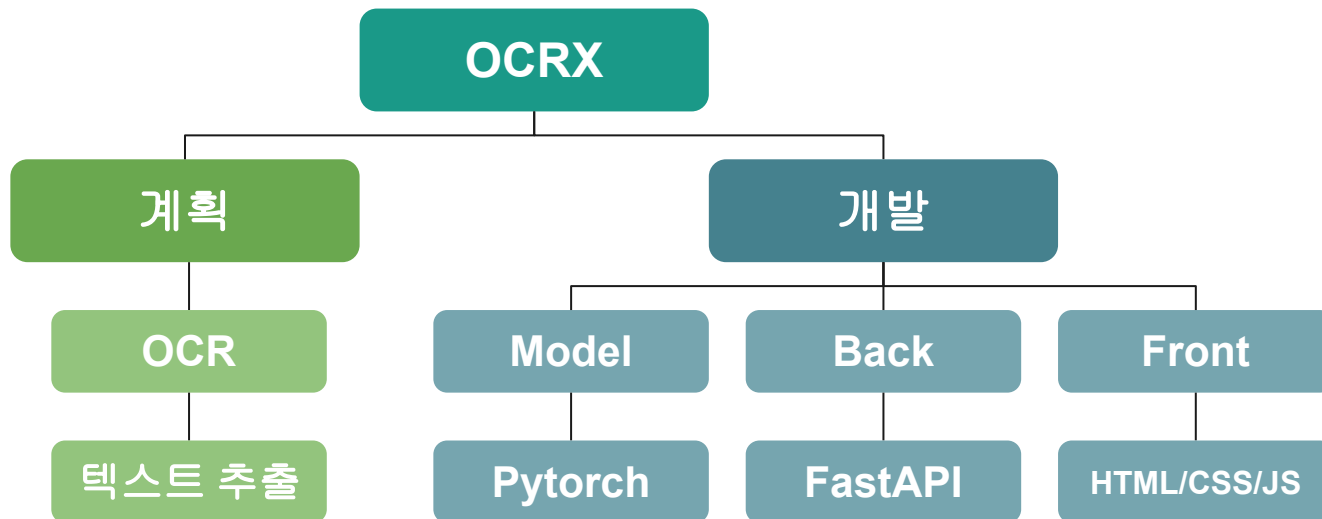 OCRX
계획
개발
OCR
Model
Back
Front
텍스트 추출
Pytorch
FastAPI
HTML/CSS/JS